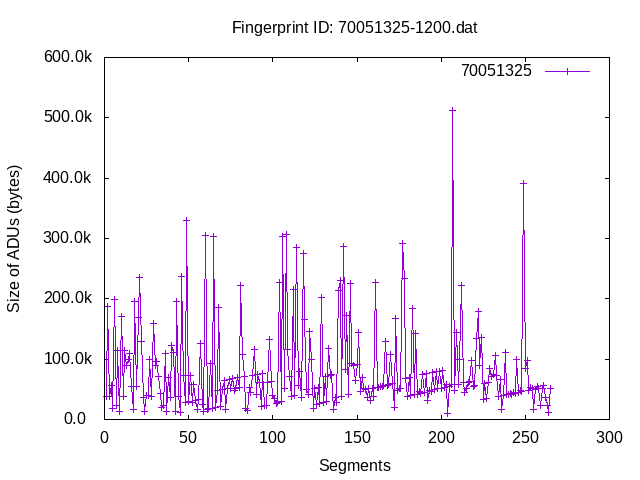 Fingerprint ID: 70051325-1200.dat
600.0k
70051325
500.0k
400.0k
300.0k
200.0k
100.0k
0.0
Size of ADUs (bytes)
0 50 100 150 200 250 300
Segments